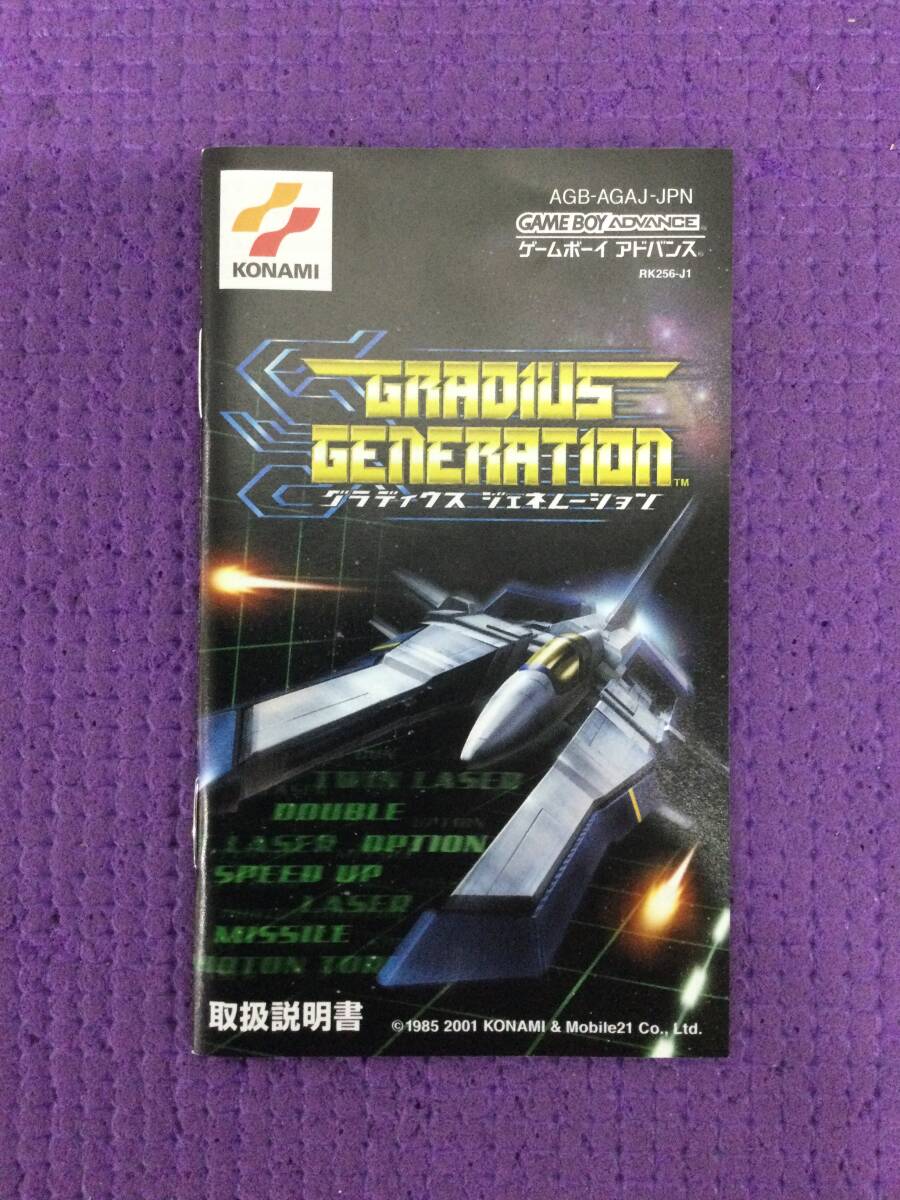 KONAMI
AGB-AGAJ-JPN
GAME BOY ADVANCE
ゲームボーイ アドバンス
RK256-J1
GRADIUS
GENERATION™
グラディウス ジェネレーション
TWIN LASER
DOUBLE
LASER OPTION
SPEED UP
LASER
MISSILE
取扱説明書
©1985 2001 KONAMI & Mobile21 Co., Ltd.